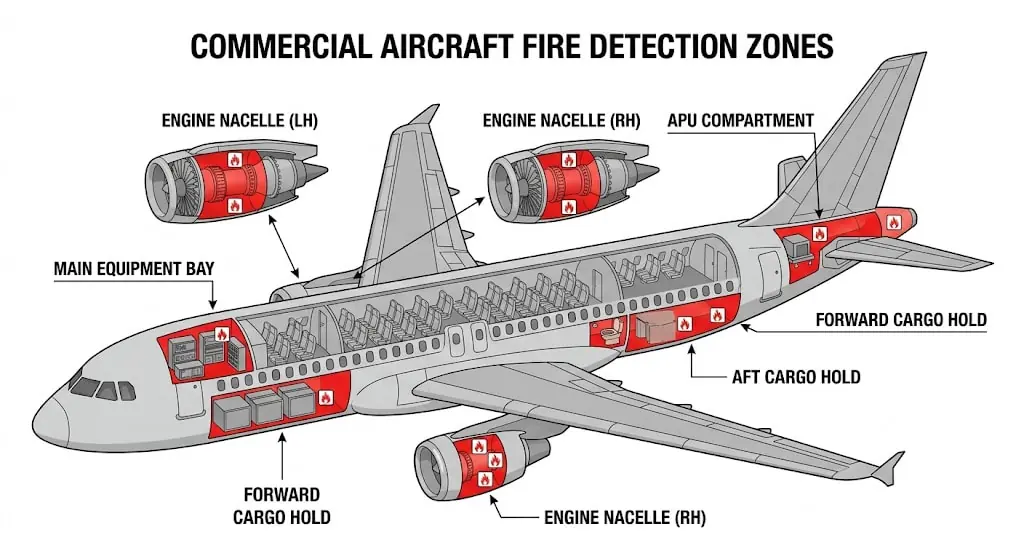 COMMERCIAL AIRCRAFT FIRE DETECTION ZONES
ENGINE NACELLE (LH)
ENGINE NACELLE (RH)
APU COMPARTMENT
MAIN EQUIPMENT BAY
FORWARD CARGO HOLD
AFT CARGO HOLD
FORWARD
CARGO HOLD
ENGINE NACELLE (RH)